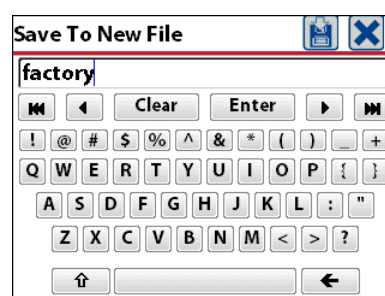 Save To New File
factory
Clear Enter
! @ # $ % ^ & * ( ) _ +
Q W E R T Y U I O P { }
A S D F G H J K L : "
Z X C V B N M < > ?